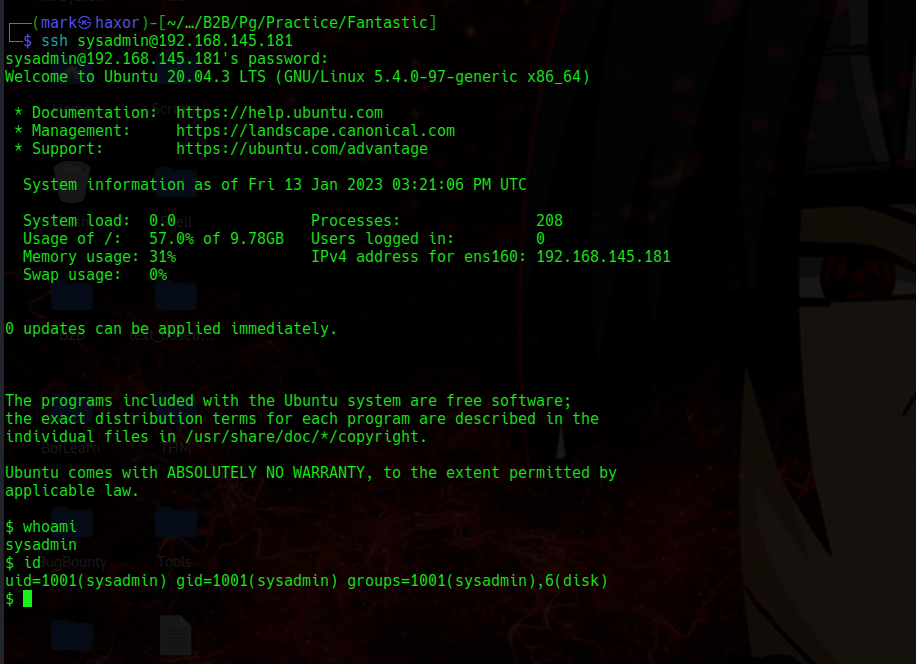 ┌──(mark㉿haxor)-[~/…/B2B/Pg/Practice/Fantastic]
└─$ ssh sysadmin@192.168.145.181
sysadmin@192.168.145.181's password:
Welcome to Ubuntu 20.04.3 LTS (GNU/Linux 5.4.0-97-generic x86_64)
* Documentation:  https://help.ubuntu.com
* Management:     https://landscape.canonical.com
* Support:        https://ubuntu.com/advantage
System information as of Fri 13 Jan 2023 03:21:06 PM UTC
System load:  0.0               Processes:               208
Usage of /:   57.0% of 9.78GB   Users logged in:         0
Memory usage: 31%               IPv4 address for ens160: 192.168.145.181
Swap usage:   0%
0 updates can be applied immediately.
B2B
The programs included with the Ubuntu system are free software;
the exact distribution terms for each program are described in the
individual files in /usr/share/doc/*/copyright.
BofLearn THM
Ubuntu comes with ABSOLUTELY NO WARRANTY, to the extent permitted by
applicable law.
$ whoami
sysadmin
$ id
BugBounty Tools
uid=1001(sysadmin) gid=1001(sysadmin) groups=1001(sysadmin),6(disk)
$